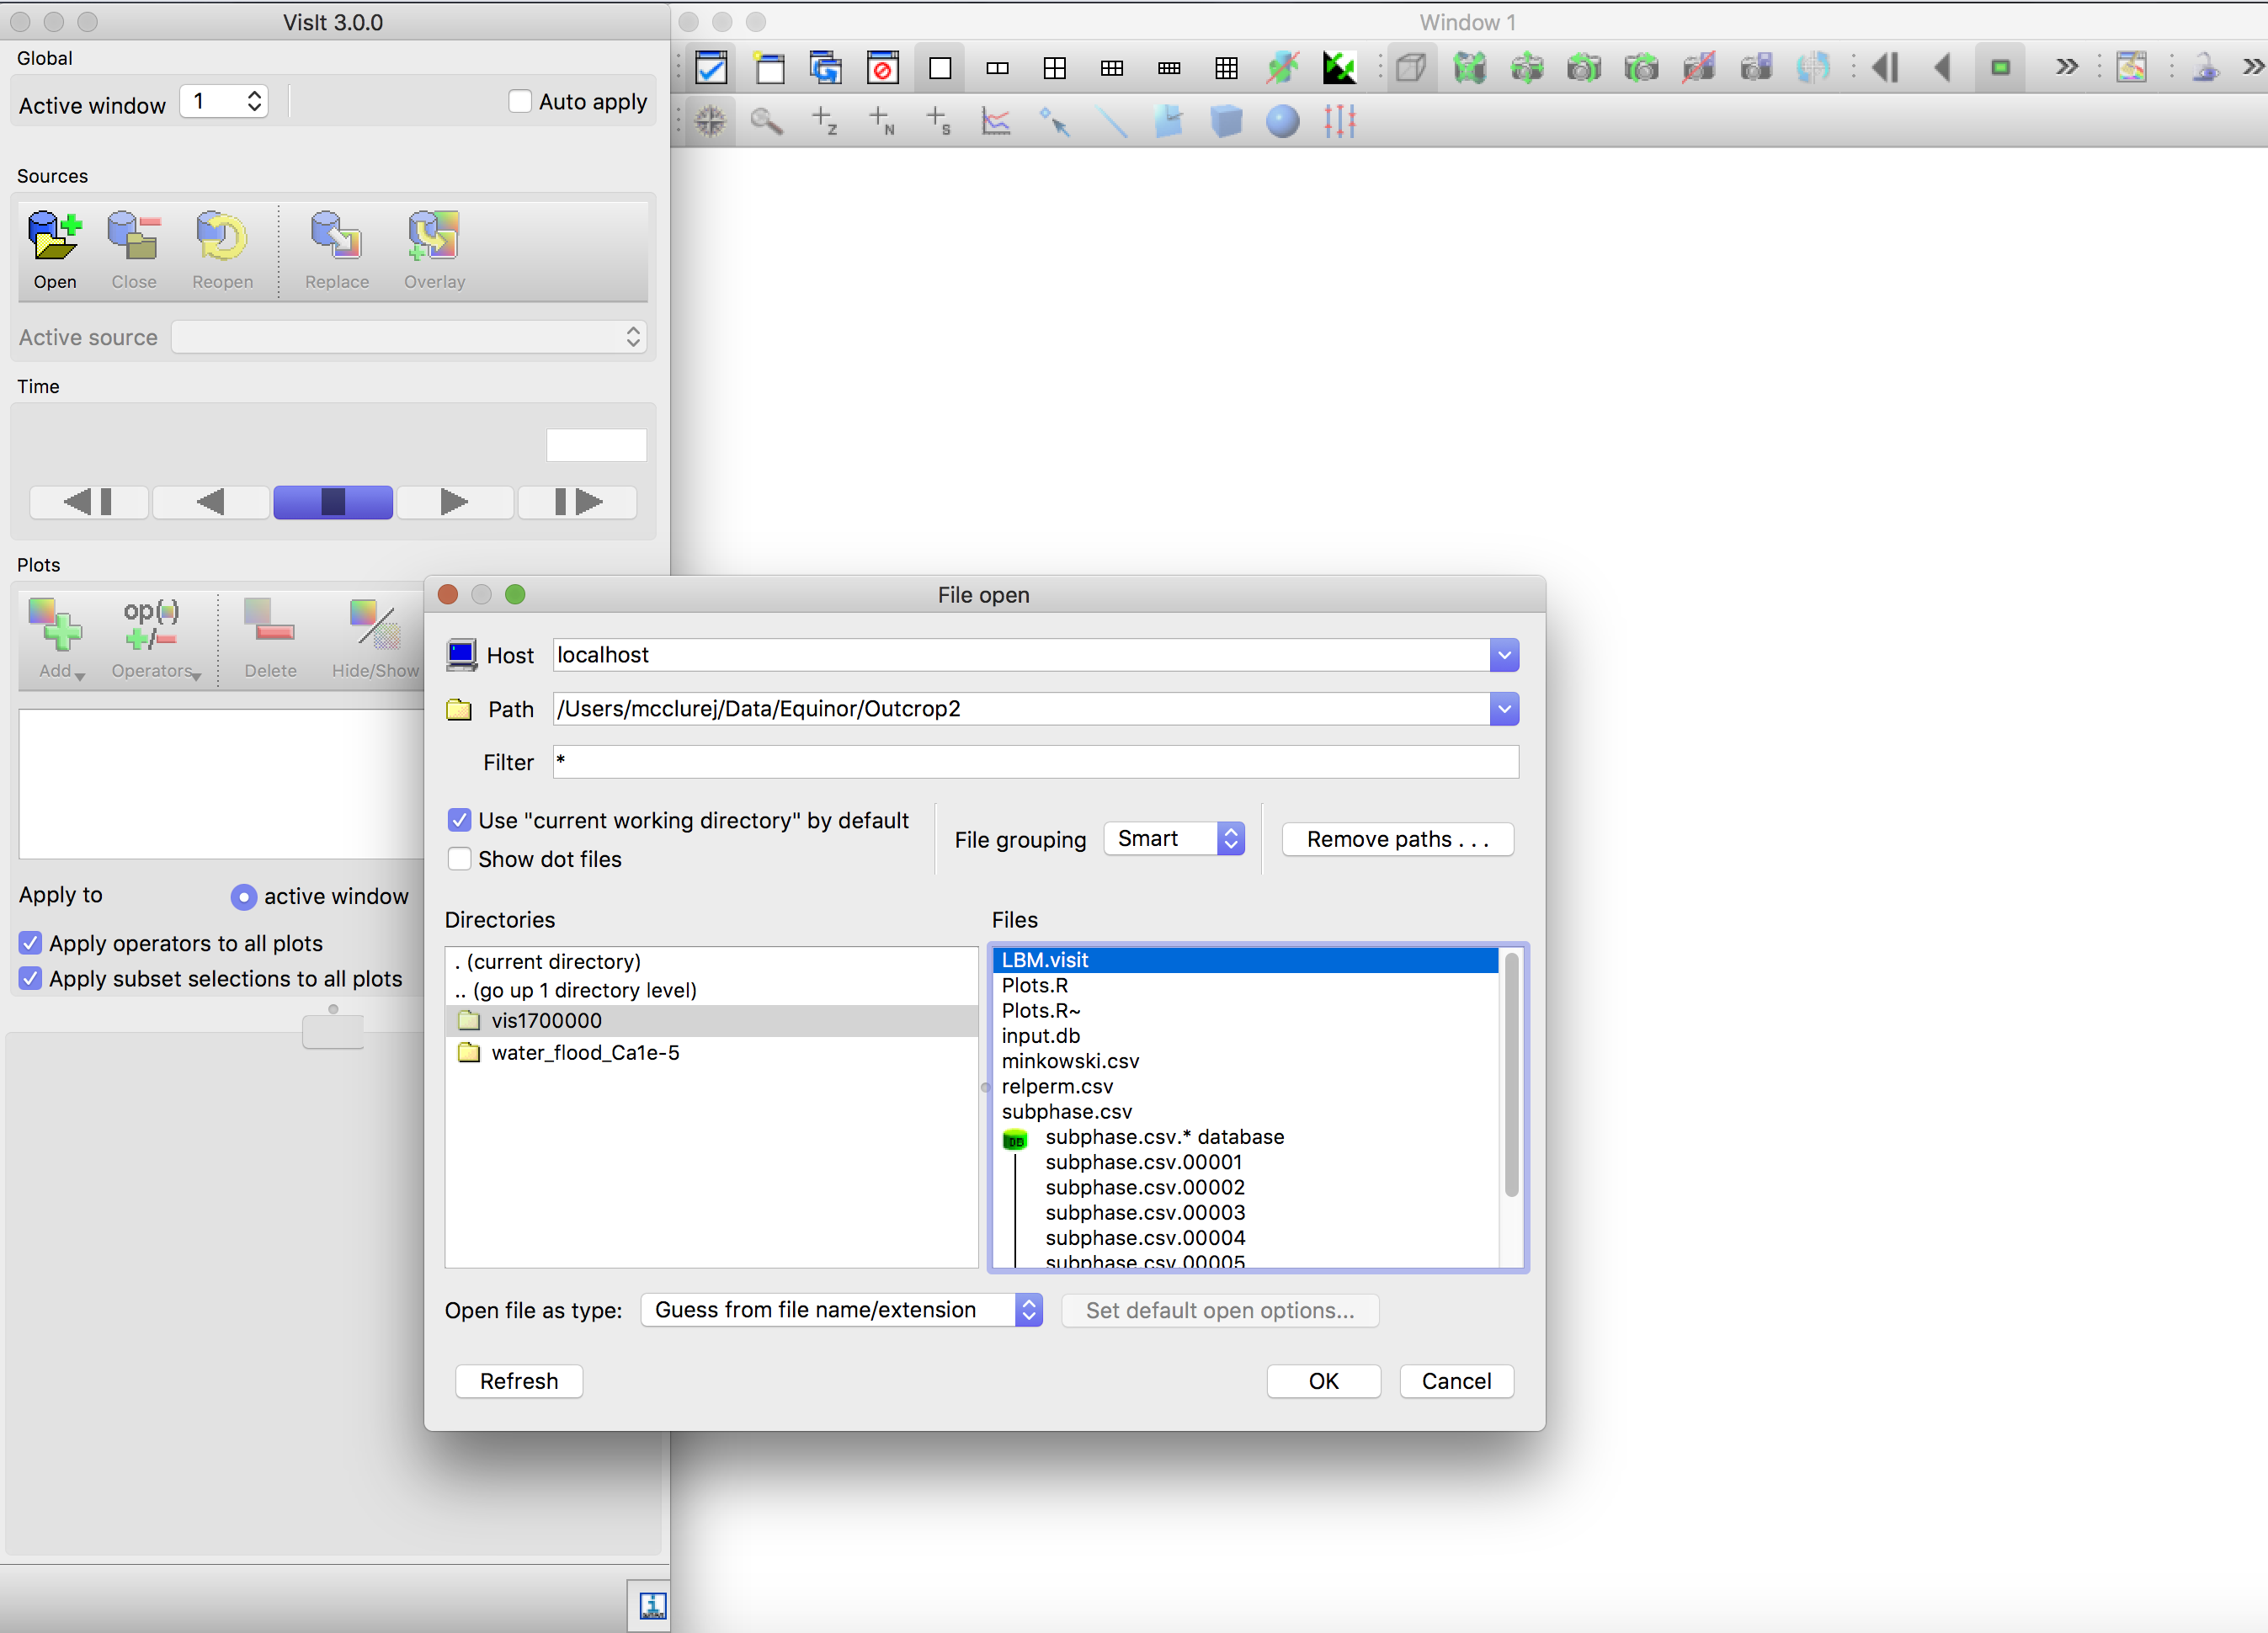 VisIt 3.0.0
Window 1
Global
Active window 1 Auto apply
Sources
Open Close Reopen Replace Overlay
Active source
Time
Plots
op( )
Add Operators Delete Hide/Show
Apply to active window
Apply operators to all plots
Apply subset selections to all plots
Z N S
File open
Host localhost
Path /Users/mcclurej/Data/Equinor/Outcrop2
Filter *
Use "current working directory" by default
Show dot files
File grouping Smart Remove paths . . .
Directories
. (current directory)
.. (go up 1 directory level)
vis1700000
water_flood_Ca1e-5
Files
LBM.visit
Plots.R
Plots.R~
input.db
minkowski.csv
relperm.csv
subphase.csv
DB subphase.csv.* database
subphase.csv.00001
subphase.csv.00002
subphase.csv.00003
subphase.csv.00004
subphase.csv.00005
Open file as type: Guess from file name/extension Set default open options...
Refresh OK Cancel